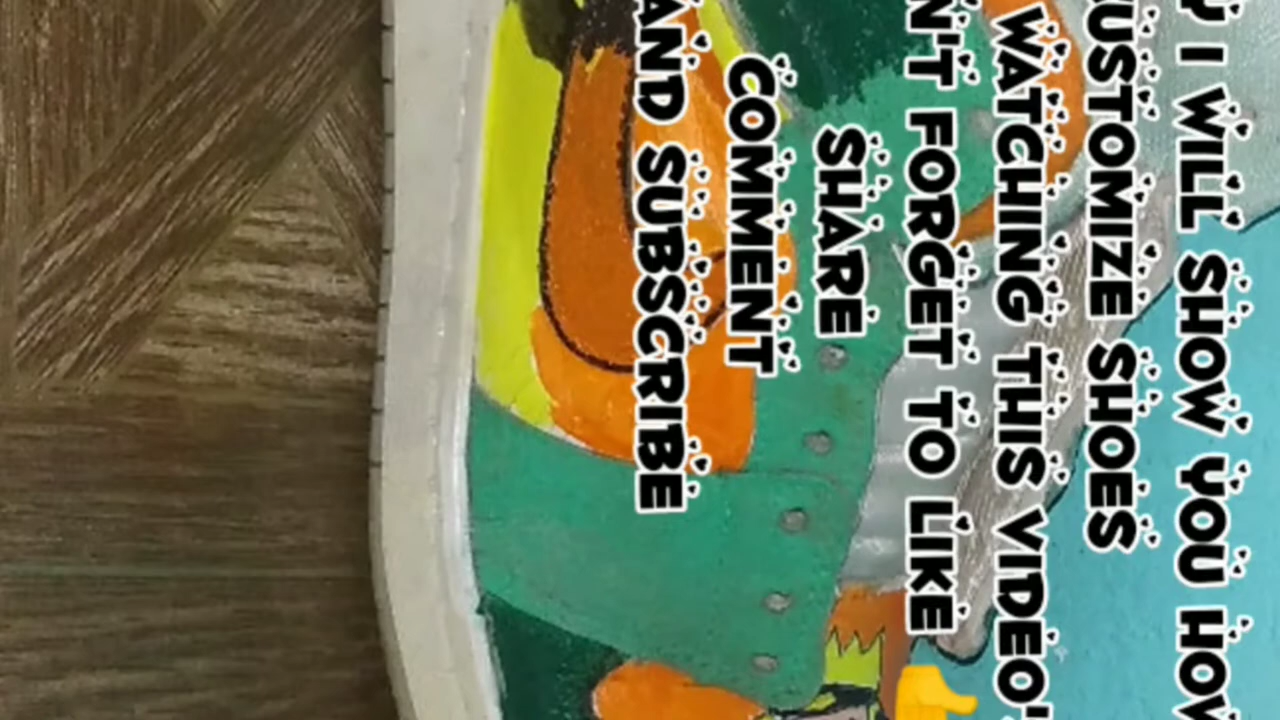 I WILL SHOW YOU HOW
CUSTOMIZE SHOES
WATCHING THIS VIDEO'
N'T FORGET TO LIKE 👍
SHARE
COMMENT
AND SUBSCRIBE